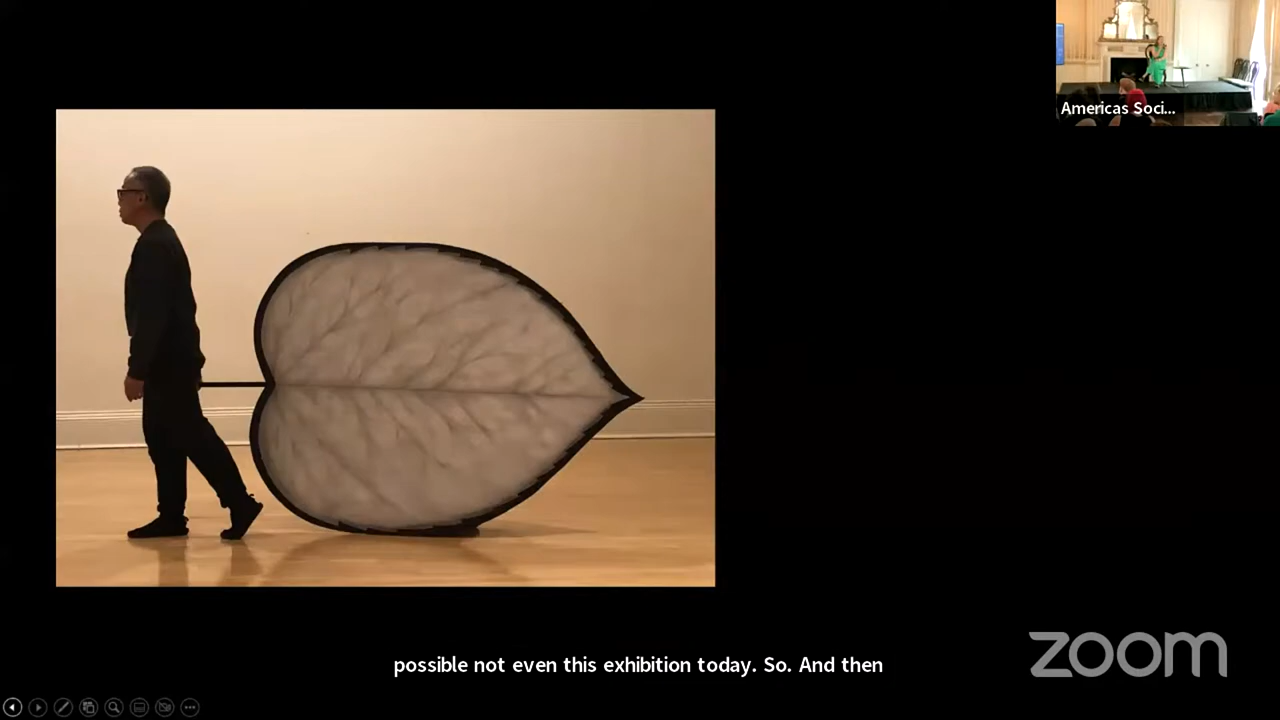 Americas Soci...
possible not even this exhibition today. So. And then
zoom